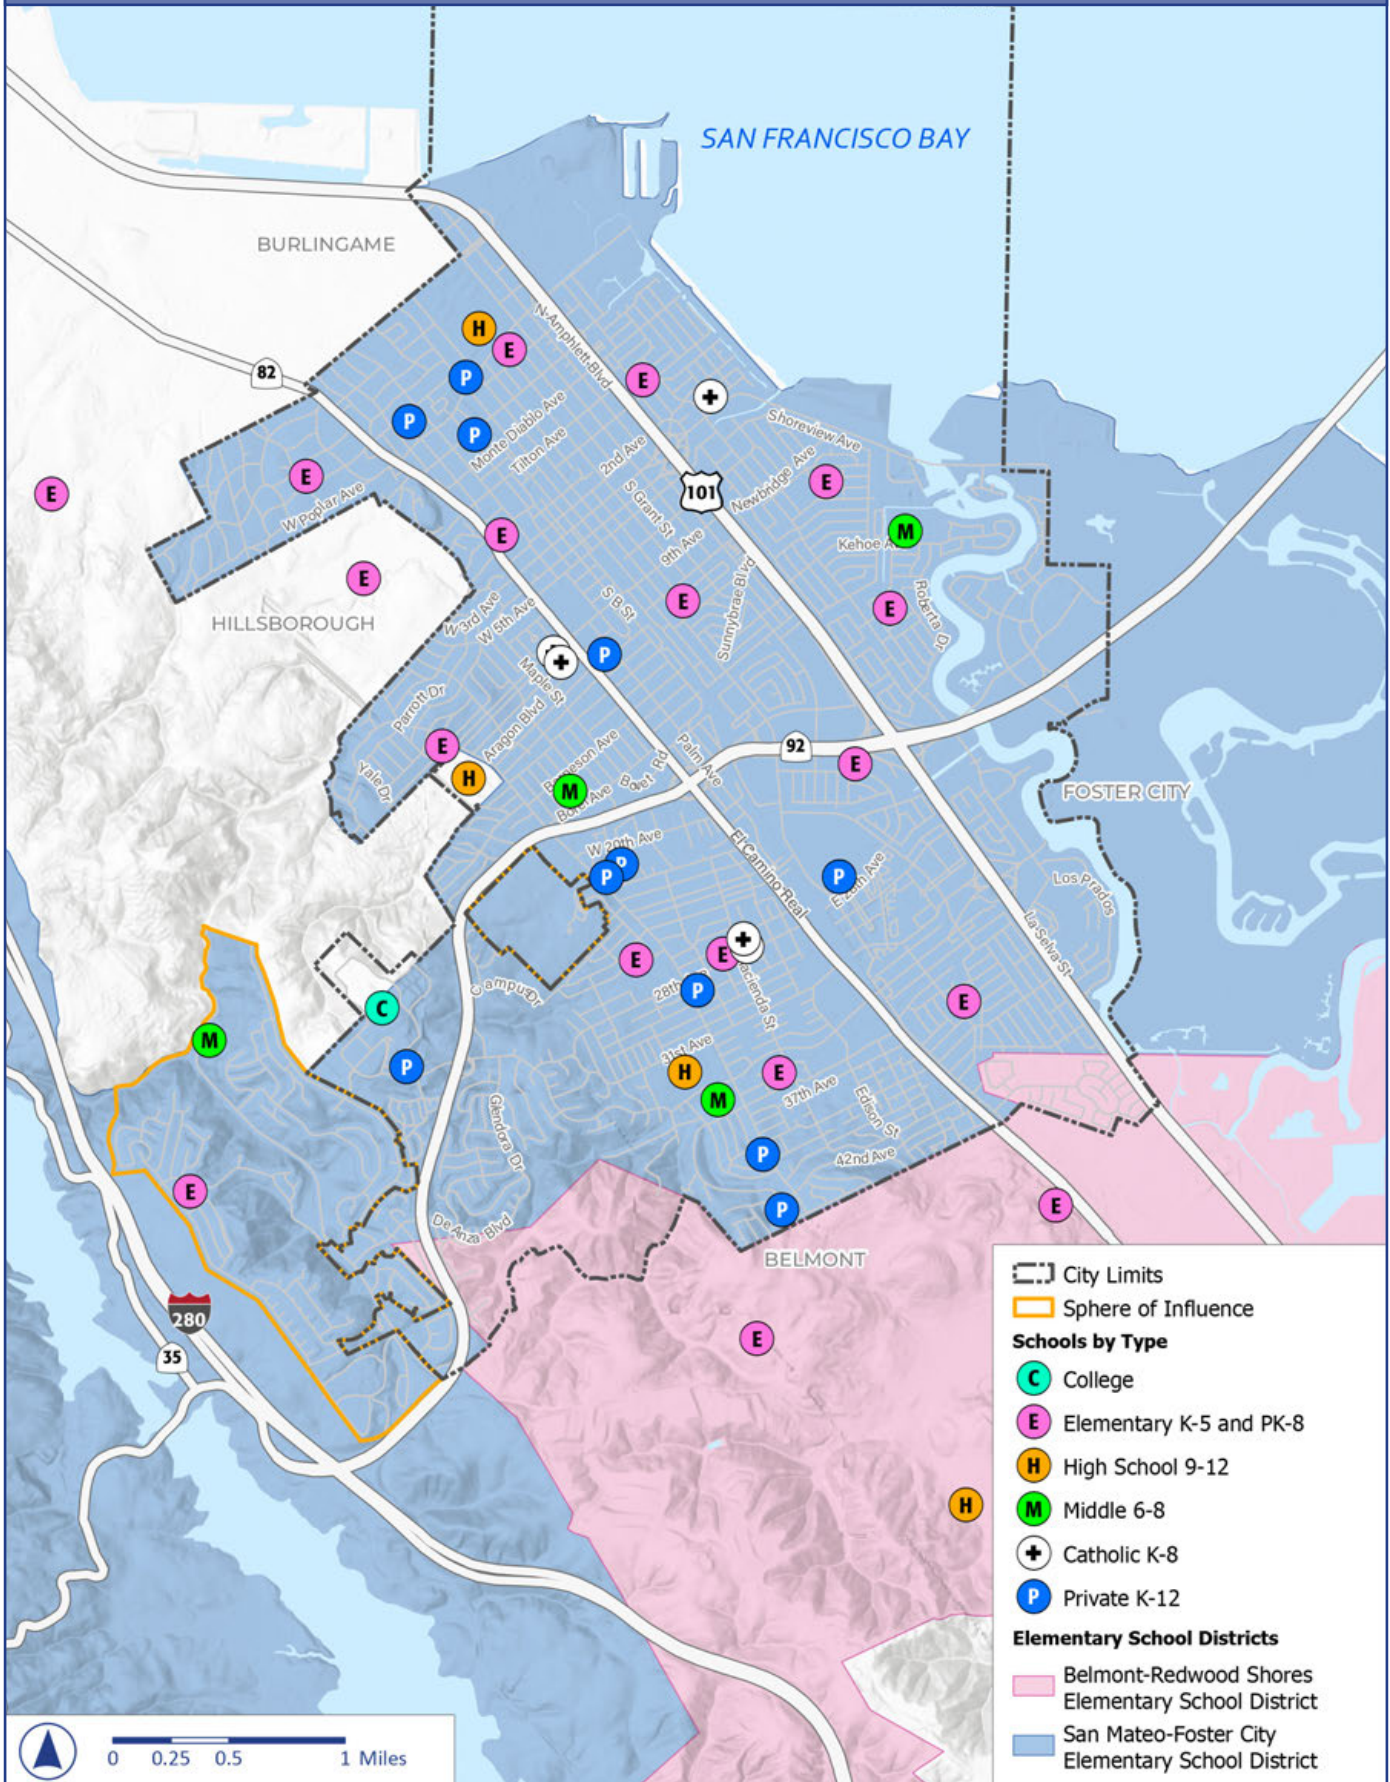 SAN FRANCISCO BAY
BURLINGAME
H
E
N Amphlett Blvd
82
P
E
P
P
Monte Diablo Ave
Tilton Ave
Shoreview Ave
2nd Ave
E
E
W Poplar Ave
S Grant St
101
Newbridge Ave
E
E
9th Ave
Kehoe A
M
E
HILLSBOROUGH
W 3rd Ave
W 5th Ave
S B St
E
Sunnybrae Blvd
E
Roberta Dr
P
Maple St
Parrott Dr
Aragon Blvd
E
H
Yale Dr
Bovet Rd
Palm Ave
92
E
M
Borel Ave
FOSTER CITY
W 20th Ave
P
P
El Camino Real
P
E 28th Ave
Los Prados
La Selva St
E
E
28th
P
acienda St
Campus Dr
C
E
M
P
31st Ave
H
E
M
37th Ave
Edison St
Glendora Dr
P
42nd Ave
E
De Anza Blvd
P
E
BELMONT
280
35
E
H
City Limits
Sphere of Influence
Schools by Type
C College
E Elementary K-5 and PK-8
H High School 9-12
M Middle 6-8
Catholic K-8
P Private K-12
Elementary School Districts
Belmont-Redwood Shores
Elementary School District
San Mateo-Foster City
Elementary School District
0 0.25 0.5 1 Miles